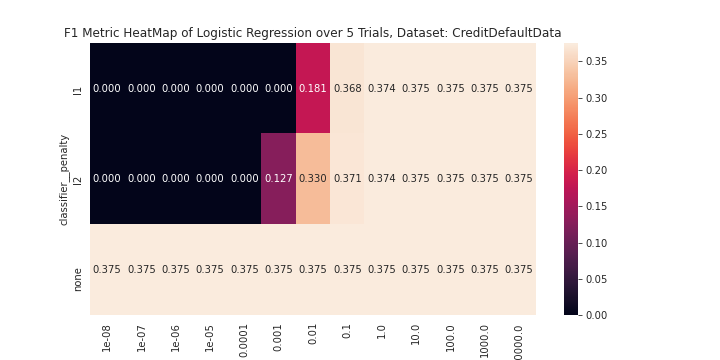 F1 Metric HeatMap of Logistic Regression over 5 Trials, Dataset: CreditDefaultData
classifier__penalty
l1
0.000 0.000 0.000 0.000 0.000 0.000 0.181 0.368 0.374 0.375 0.375 0.375 0.375
l2
0.000 0.000 0.000 0.000 0.000 0.127 0.330 0.371 0.374 0.375 0.375 0.375 0.375
none
0.375 0.375 0.375 0.375 0.375 0.375 0.375 0.375 0.375 0.375 0.375 0.375 0.375
1e-08 1e-07 1e-06 1e-05 0.0001 0.001 0.01 0.1 1.0 10.0 100.0 1000.0 0000.0
0.35
0.30
0.25
0.20
0.15
0.10
0.05
0.00